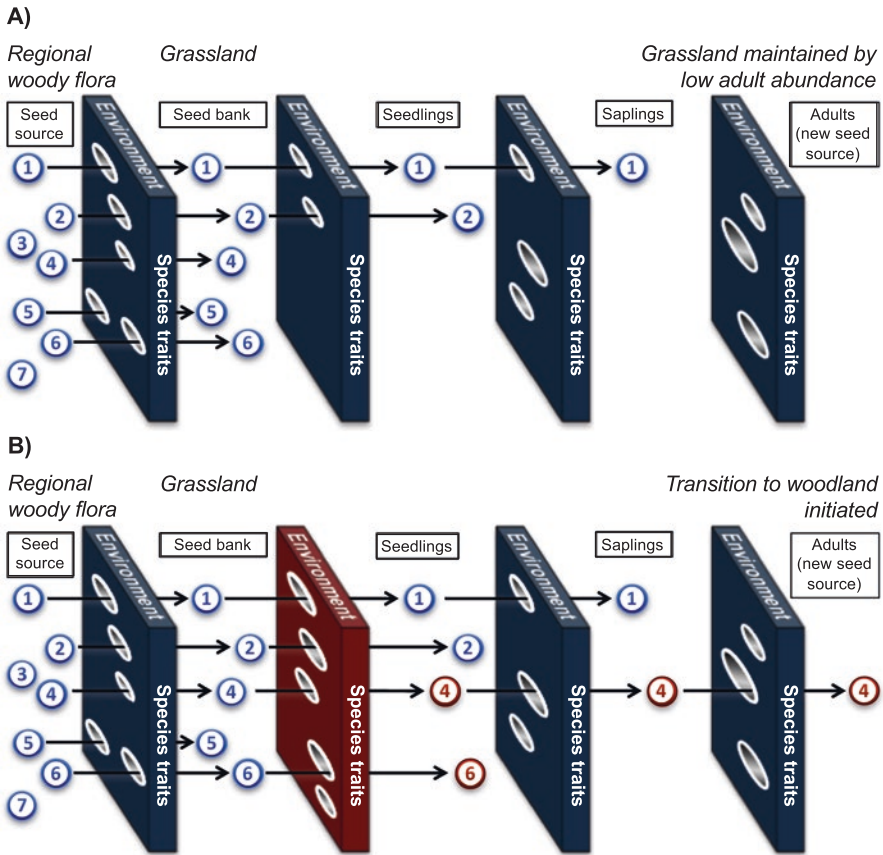 A)
Regional
woody flora
Grassland
Grassland maintained by
low adult abundance
Seed
source
Seed bank
Seedlings
Saplings
Adults
(new seed
source)
Environment
Environment
Environment
Environment
1
1
1
1
2
2
2
3
4
4
5
5
6
6
7
Species traits
Species traits
Species traits
Species traits
B)
Regional
woody flora
Grassland
Transition to woodland
initiated
Seed
source
Seed bank
Seedlings
Saplings
Adults
(new seed
source)
Environment
Environment
Environment
Environment
1
1
1
1
2
2
2
3
4
4
4
4
4
5
5
6
6
6
7
Species traits
Species traits
Species traits
Species traits